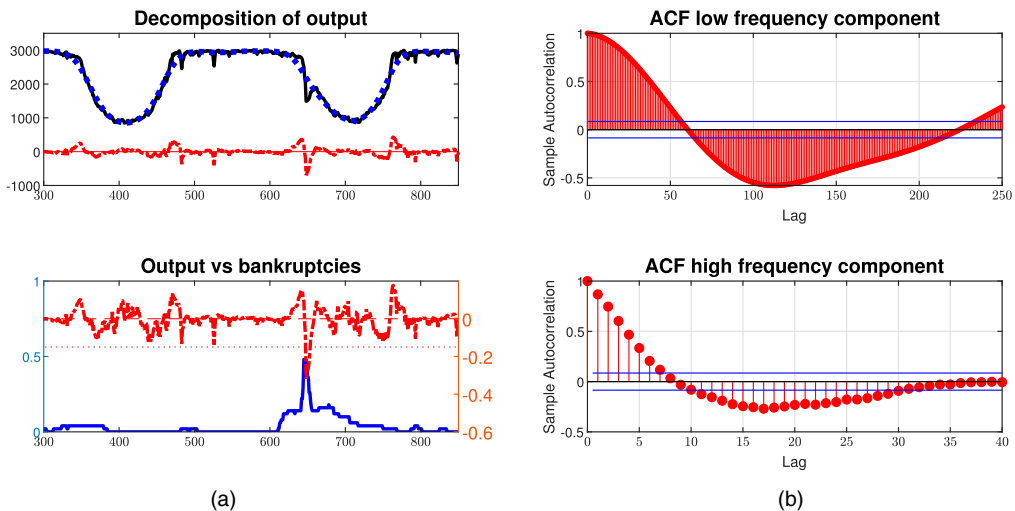 Decomposition of output
3000
2000
1000
0
-1000
300 400 500 600 700 800
ACF low frequency component
Sample Autocorrelation
1
0.5
0
-0.5
0 50 100 150 200 250
Lag
Output vs bankruptcies
1
0.5
0
0
-0.2
-0.4
-0.6
300 400 500 600 700 800
ACF high frequency component
Sample Autocorrelation
1
0.5
0
-0.5
0 5 10 15 20 25 30 35 40
Lag
(a)
(b)